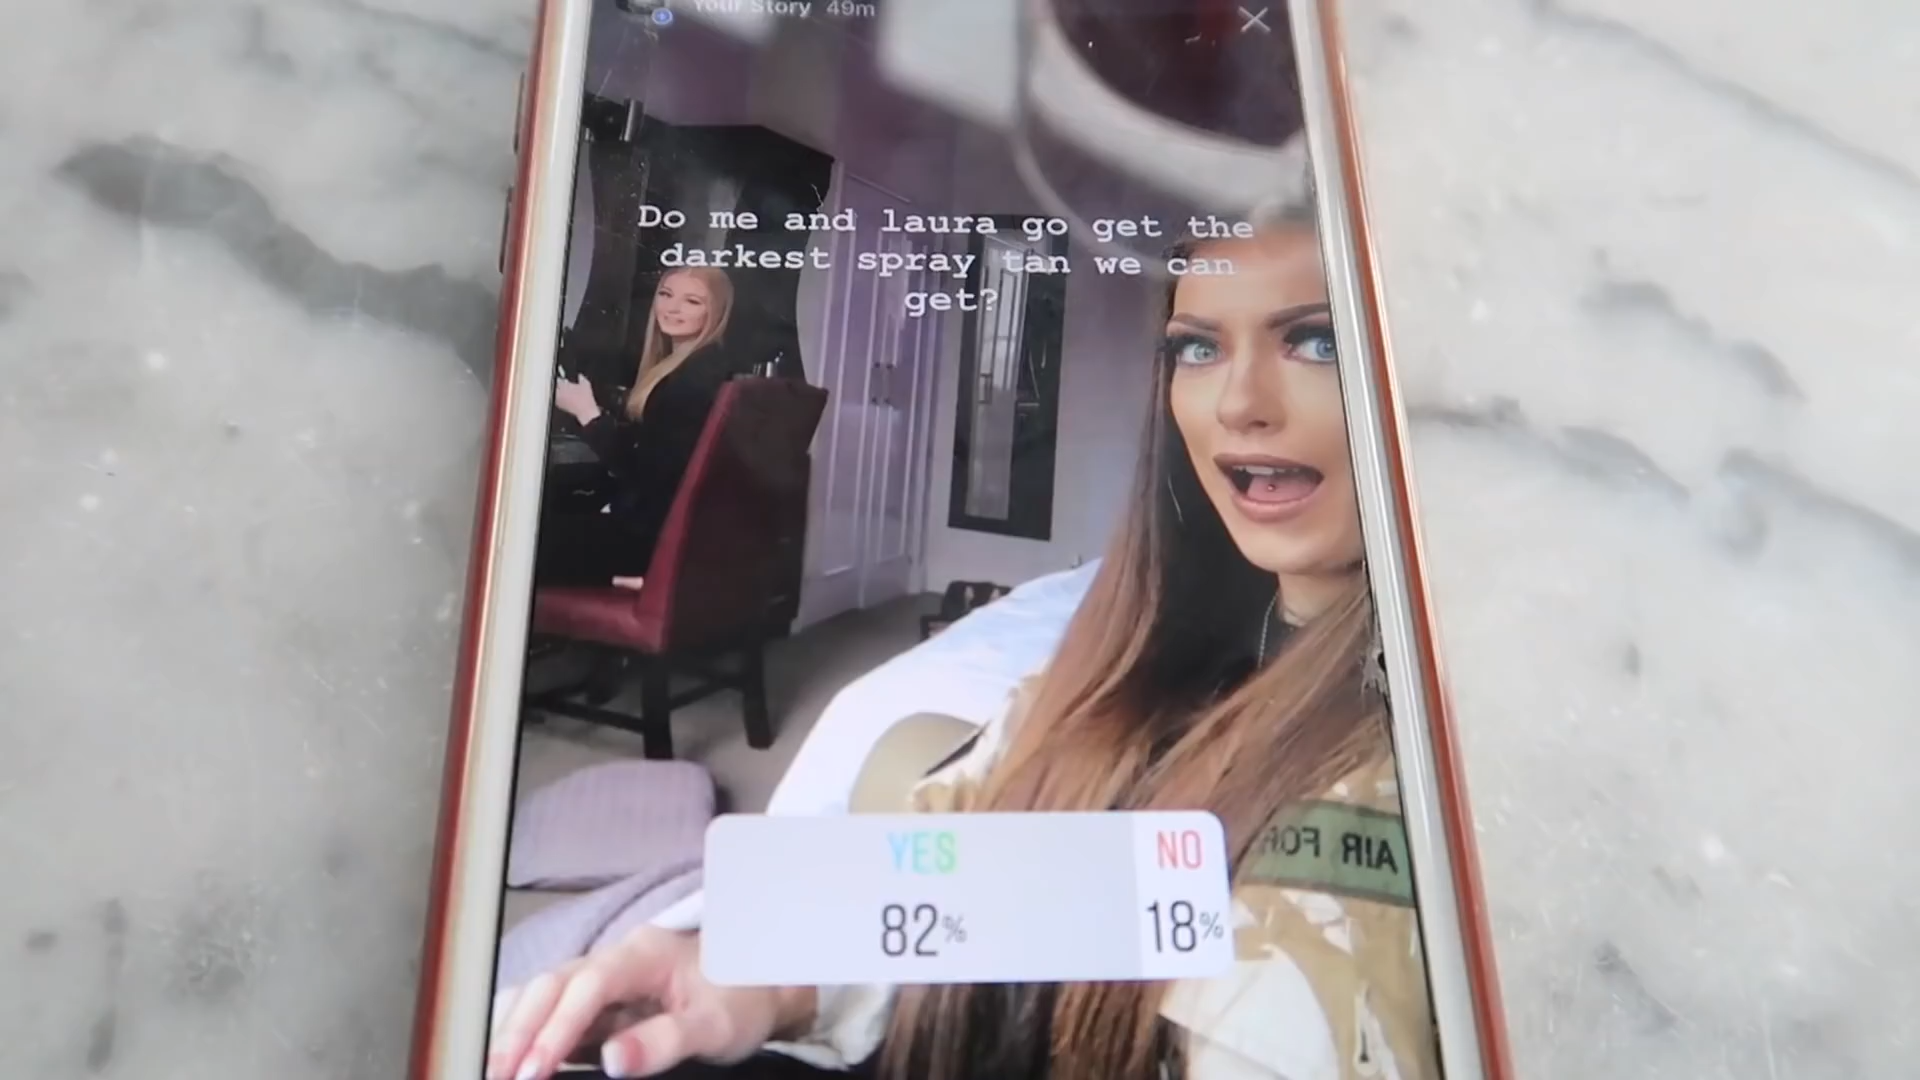 Your Story 49m
Do me and laura go get the
darkest spray tan we can
get?
YES NO
82% 18%
AIR FOR